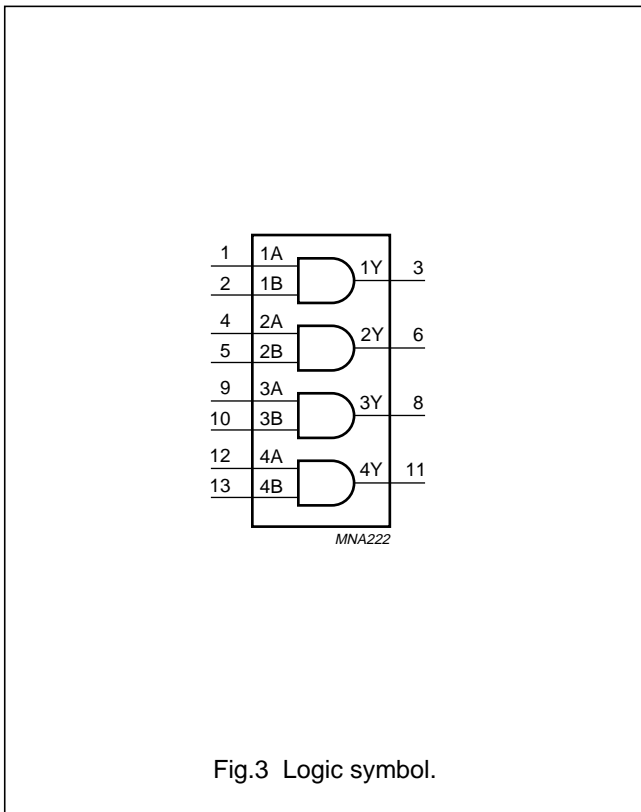 1 1A 1Y 3
2 1B
4 2A 2Y 6
5 2B
9 3A 3Y 8
10 3B
12 4A 4Y 11
13 4B
MNA222
Fig.3 Logic symbol.